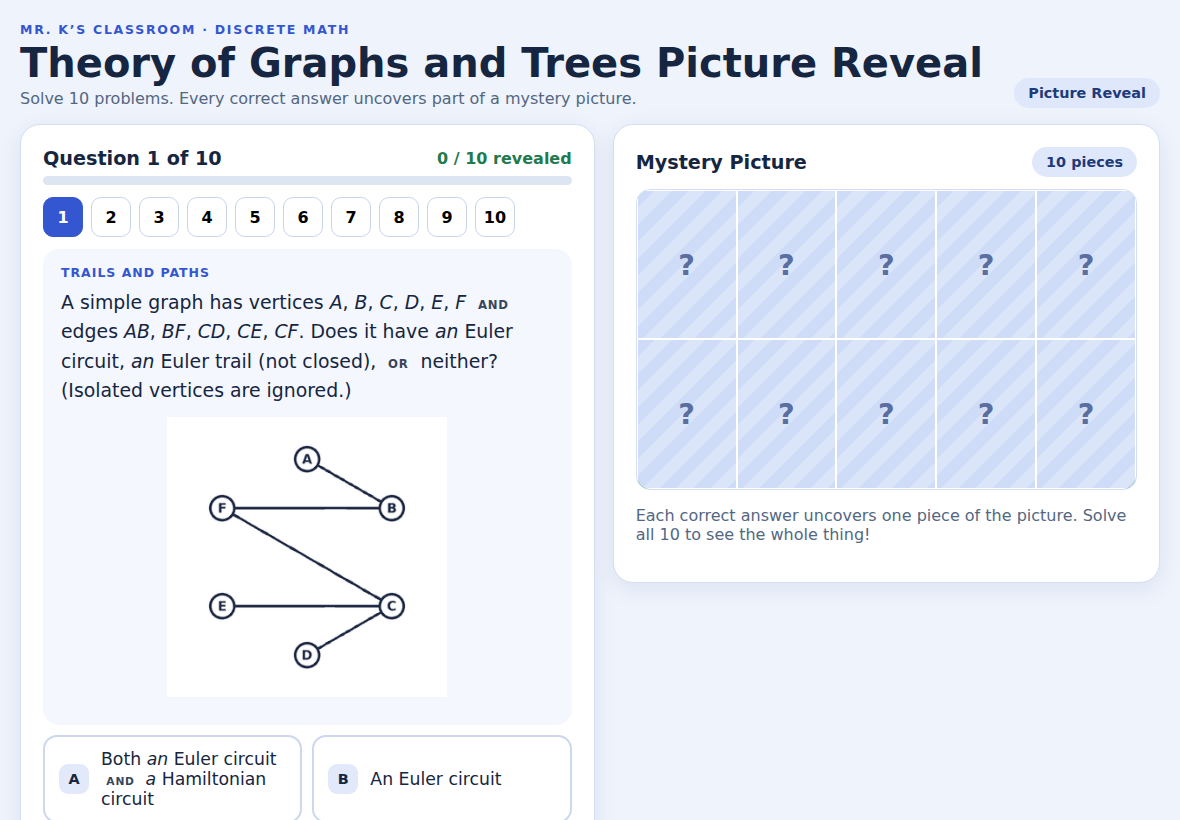 MR. K’S CLASSROOM · DISCRETE MATH
Theory of Graphs and Trees Picture Reveal
Solve 10 problems. Every correct answer uncovers part of a mystery picture.
Picture Reveal
Question 1 of 10
0 / 10 revealed
1 2 3 4 5 6 7 8 9 10
TRAILS AND PATHS
A simple graph has vertices A, B, C, D, E, F AND
edges AB, BF, CD, CE, CF. Does it have an Euler
circuit, an Euler trail (not closed), OR neither?
(Isolated vertices are ignored.)
A
F
B
E
C
D
A
Both an Euler circuit
AND a Hamiltonian
circuit
B
An Euler circuit
Mystery Picture
10 pieces
? ? ? ? ?
? ? ? ? ?
Each correct answer uncovers one piece of the picture. Solve
all 10 to see the whole thing!